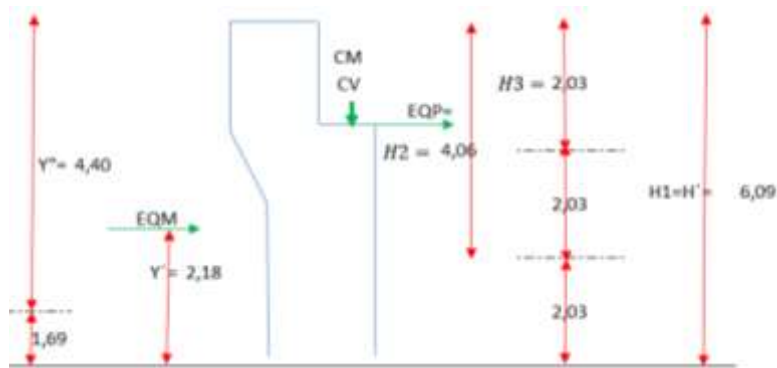 CM
CV
H3 = 2,03
EQP=
Y"= 4,40
H2 = 4,06
H1=H´= 6,09
2,03
EQM
Y´= 2,18
2,03
1,69